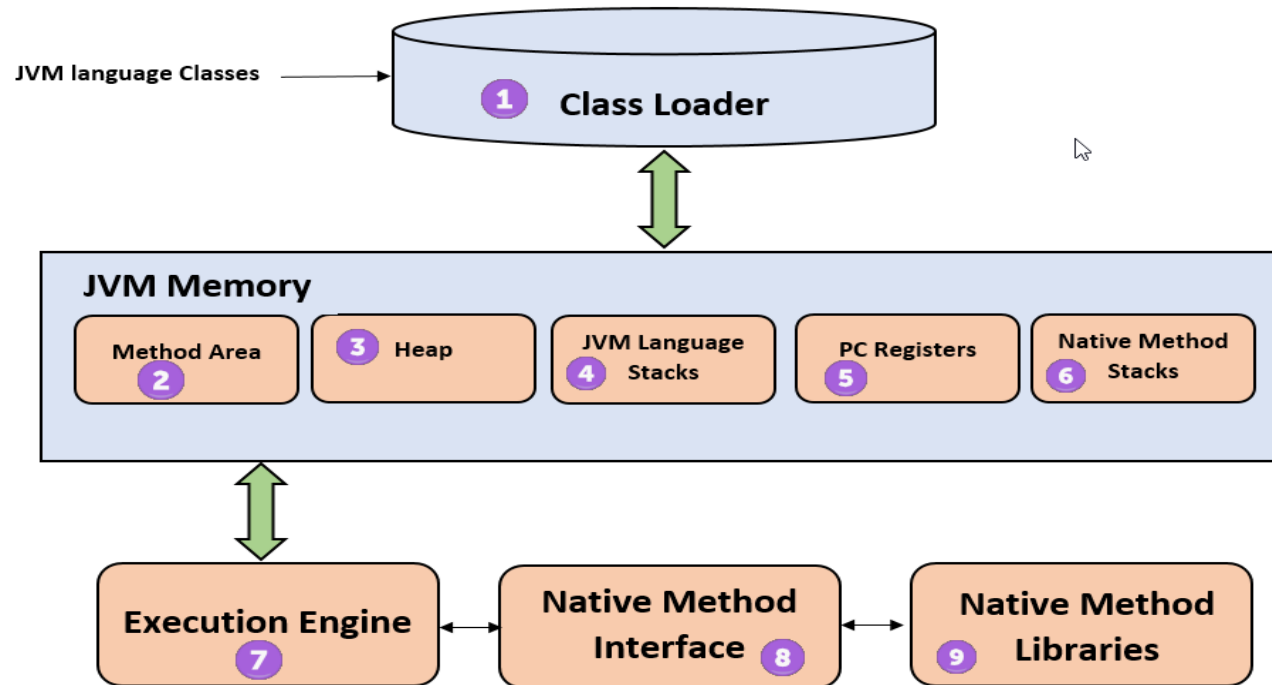 JVM language Classes
1 Class Loader
JVM Memory
Method Area
2
3 Heap
JVM Language
4 Stacks
PC Registers
5
Native Method
6 Stacks
Execution Engine
7
Native Method
Interface 8
Native Method
9 Libraries